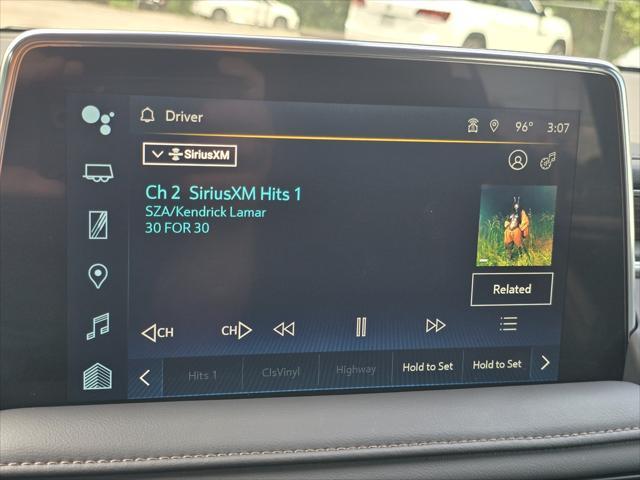 Driver
96° 3:07
SiriusXM
Ch 2 SiriusXM Hits 1
SZA/Kendrick Lamar
30 FOR 30
Related
CH CH
Hits 1 ClsVinyl Highway Hold to Set Hold to Set